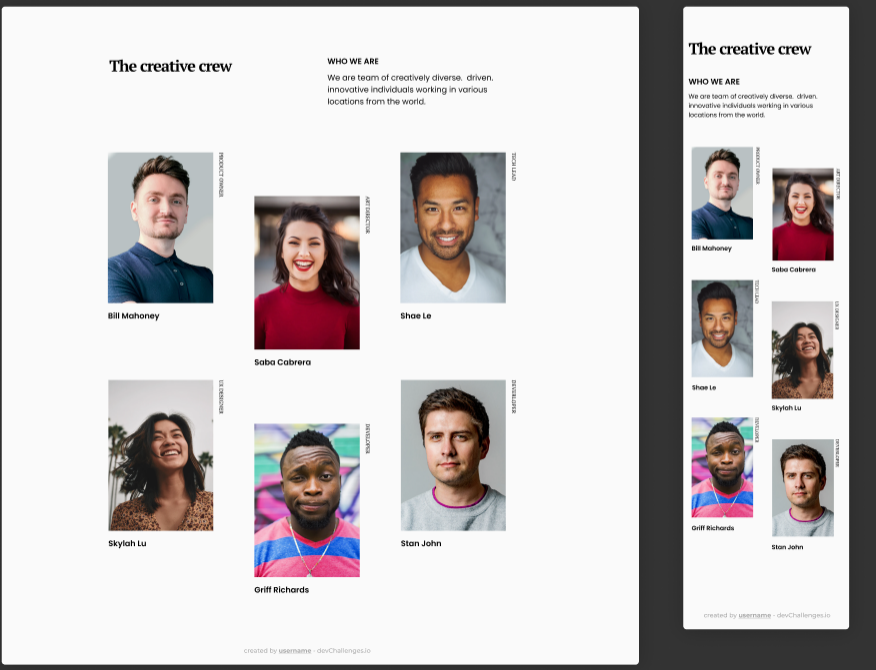 The creative crew
WHO WE ARE
We are team of creatively diverse. driven.
innovative individuals working in various
locations from the world.
PRODUCT OWNER
Bill Mahoney
ART DIRECTOR
Saba Cabrera
TECH LEAD
Shae Le
UX DESIGNER
Skylah Lu
DEVELOPER
Griff Richards
DEVERLOPER
Stan John
created by username - devChallenges.io
The creative crew
WHO WE ARE
We are team of creatively diverse. driven.
innovative individuals working in various
locations from the world.
PRODUCT OWNER
Bill Mahoney
ART DIRECTOR
Saba Cabrera
TECH LEAD
Shae Le
UX DESIGNER
Skylah Lu
DEVELOPER
Griff Richards
Stan John
created by username - devChallenges.io